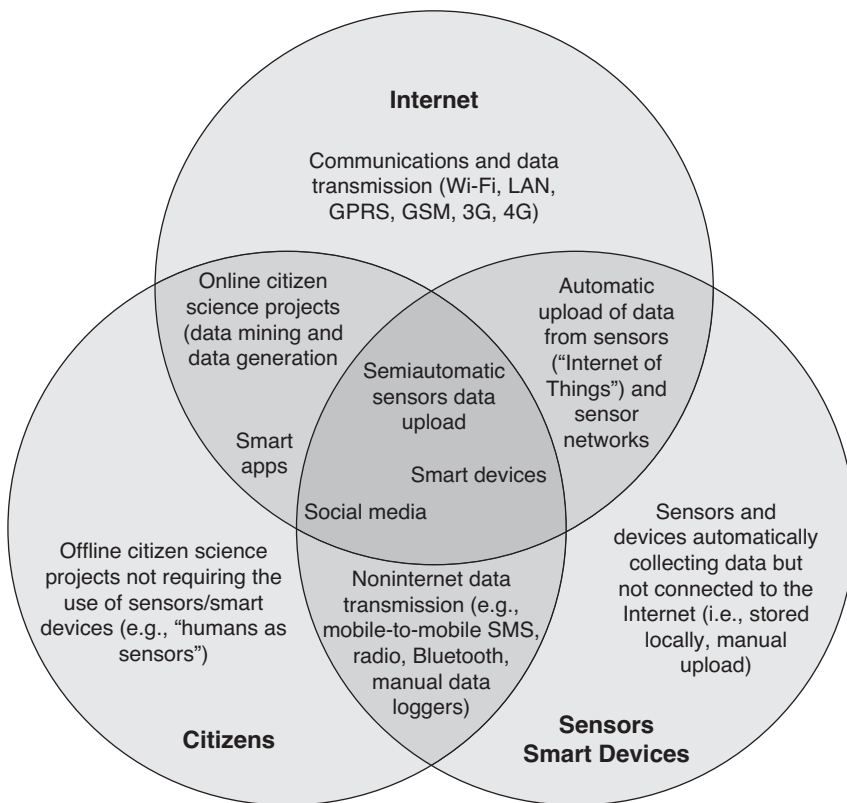 Internet
Communications and data
transmission (Wi-Fi, LAN,
GPRS, GSM, 3G, 4G)
Online citizen
science projects
(data mining and
data generation
Automatic
upload of data
from sensors
(“Internet of
Things”) and
sensor
networks
Semiautomatic
sensors data
upload
Smart
apps
Smart devices
Social media
Offline citizen science
projects not requiring the
use of sensors/smart
devices (e.g., “humans as
sensors”)
Noninternet data
transmission (e.g.,
mobile-to-mobile SMS,
radio, Bluetooth,
manual data
loggers)
Sensors and
devices automatically
collecting data but
not connected to the
Internet (i.e., stored
locally, manual
upload)
Citizens
Sensors
Smart Devices